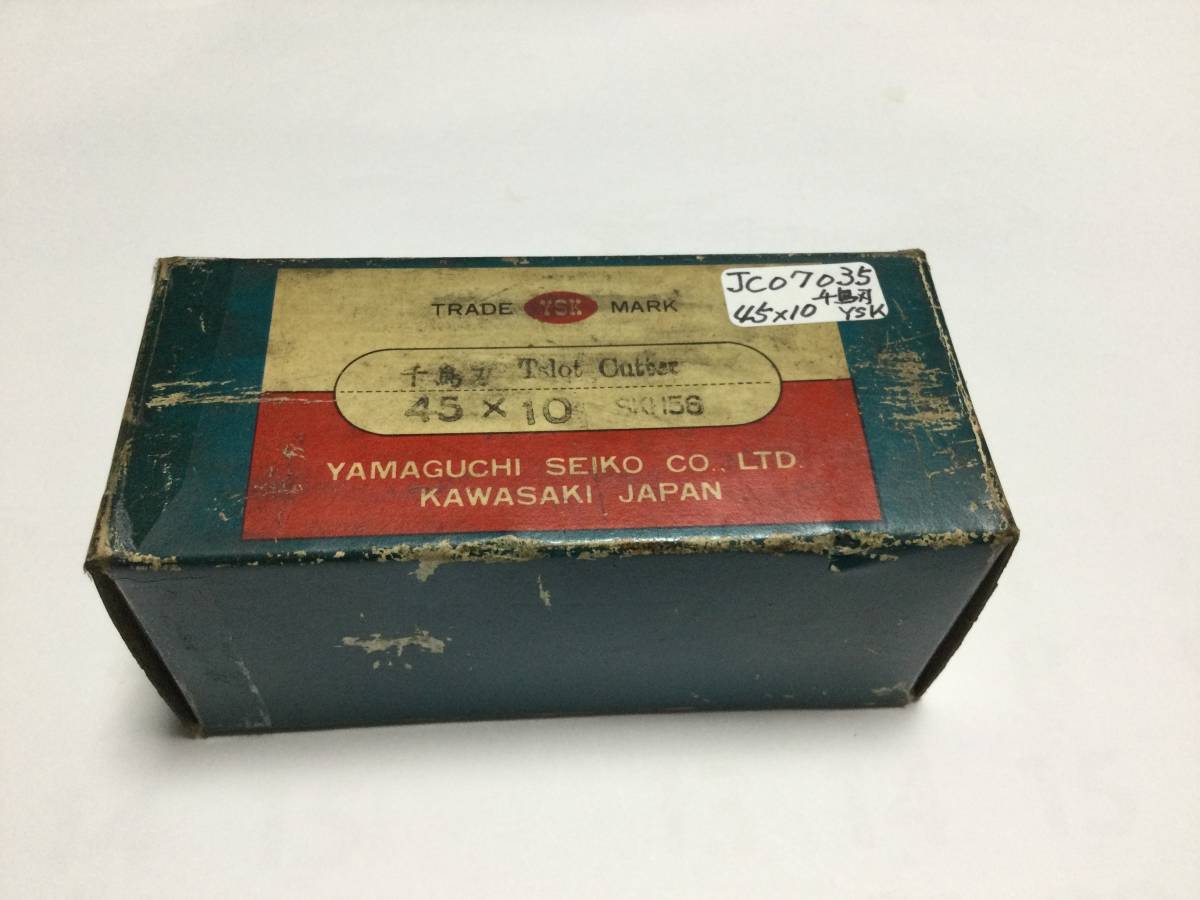 TRADE YSK MARK
千鳥刃 Tslot Cutter
45 × 10
YAMAGUCHI SEIKO CO., LTD.
KAWASAKI JAPAN
JC07035
千鳥刃
45×10 YSK